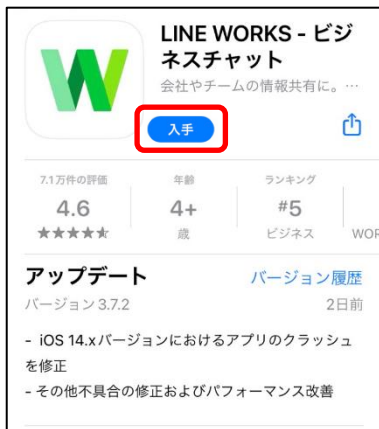 LINE WORKS - ビジ
ネスチャット
会社やチームの情報共有に。…
入手
7.1万件の評価
年齢
ランキング
4.6
4+
#5
★★★★★
歳
ビジネス
WOR
アップデート
バージョン履歴
バージョン 3.7.2
2日前
- iOS 14.xバージョンにおけるアプリのクラッシュ
を修正
- その他不具合の修正およびパフォーマンス改善